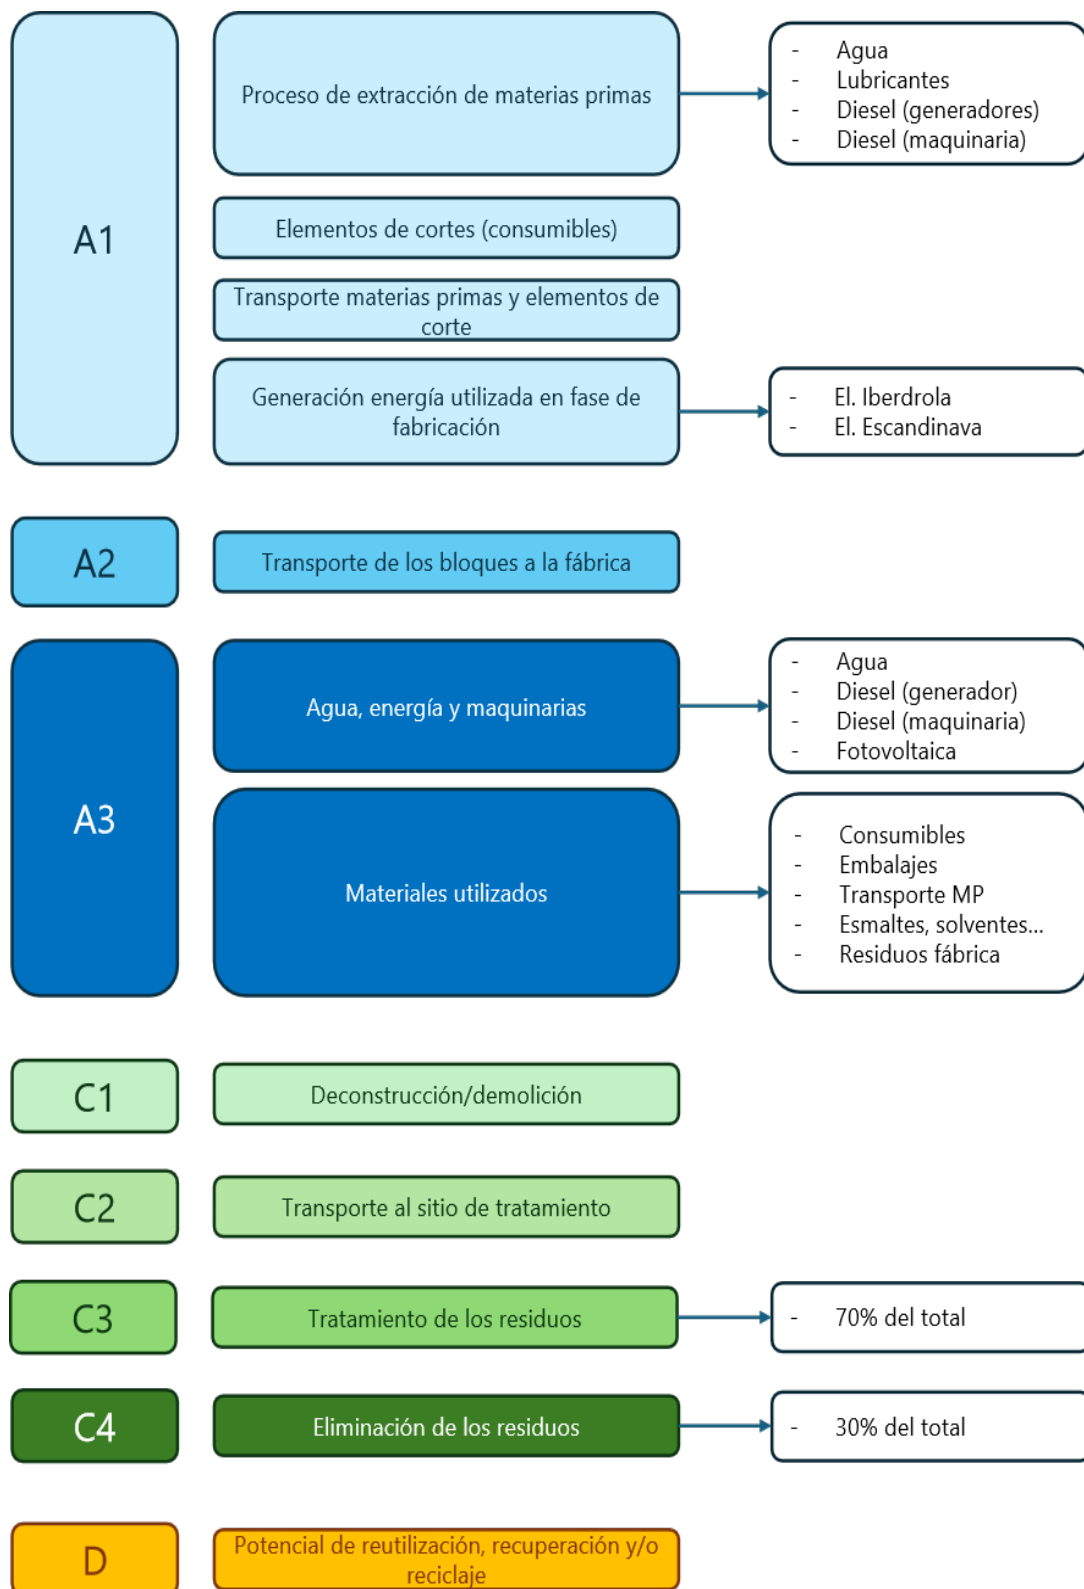 A1
Proceso de extracción de materias primas
- Agua
- Lubricantes
- Diesel (generadores)
- Diesel (maquinaria)
Elementos de cortes (consumibles)
Transporte materias primas y elementos de
corte
Generación energía utilizada en fase de
fabricación
- El. Iberdrola
- El. Escandinava
A2
Transporte de los bloques a la fábrica
A3
Agua, energía y maquinarias
- Agua
- Diesel (generador)
- Diesel (maquinaria)
- Fotovoltaica
Materiales utilizados
- Consumibles
- Embalajes
- Transporte MP
- Esmaltes, solventes...
- Residuos fábrica
C1
Deconstrucción/demolición
C2
Transporte al sitio de tratamiento
C3
Tratamiento de los residuos
- 70% del total
C4
Eliminación de los residuos
- 30% del total
D
Potencial de reutilización, recuperación y/o
reciclaje